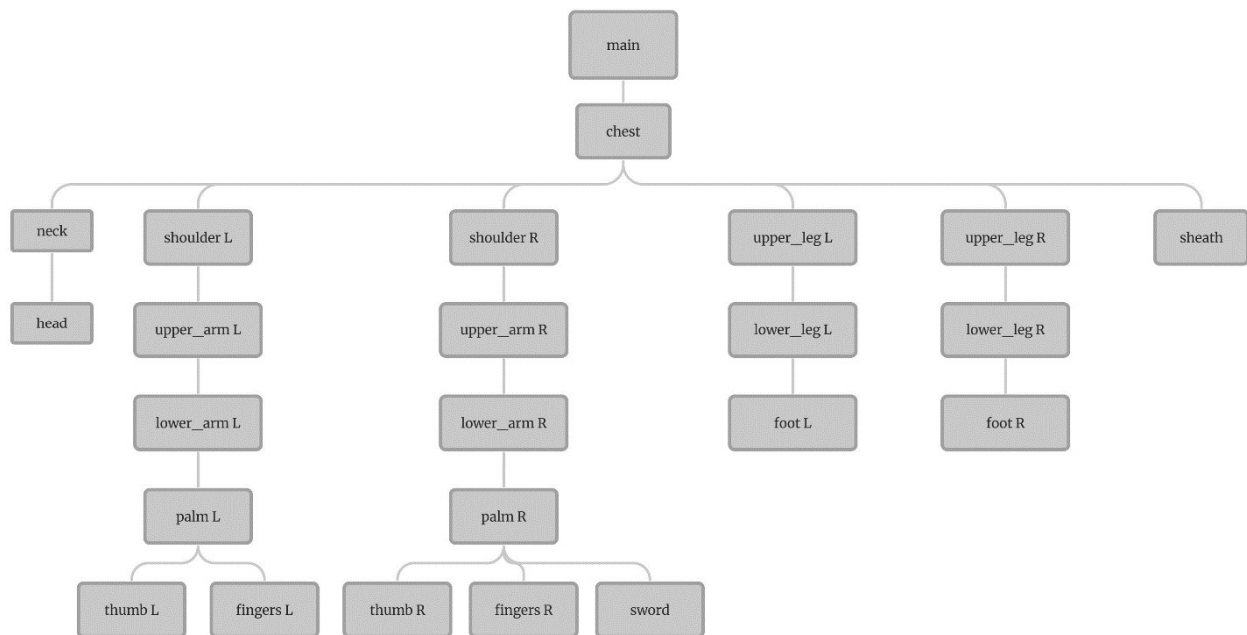 main
chest
neck
shoulder L
shoulder R
upper_leg L
upper_leg R
sheath
head
upper_arm L
upper_arm R
lower_leg L
lower_leg R
lower_arm L
lower_arm R
foot L
foot R
palm L
palm R
thumb L
fingers L
thumb R
fingers R
sword